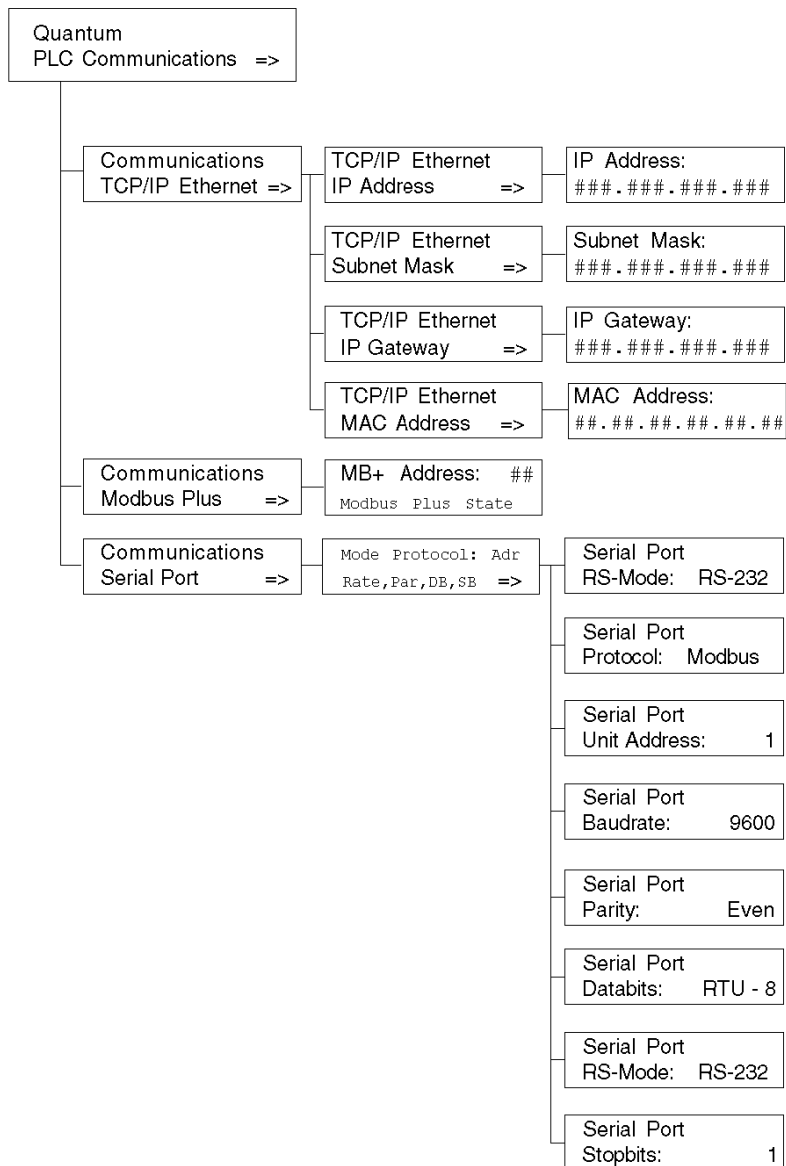 Quantum
PLC Communications =>
Communications
TCP/IP Ethernet =>
TCP/IP Ethernet
IP Address =>
IP Address:
###.###.###.###
TCP/IP Ethernet
Subnet Mask =>
Subnet Mask:
###.###.###.###
TCP/IP Ethernet
IP Gateway =>
IP Gateway:
###.###.###.###
TCP/IP Ethernet
MAC Address =>
MAC Address:
##.##.##.##.##.##
Communications
Modbus Plus =>
MB+ Address: ##
Modbus Plus State
Communications
Serial Port =>
Mode Protocol: Adr
Rate,Par,DB,SB =>
Serial Port
RS-Mode: RS-232
Serial Port
Protocol: Modbus
Serial Port
Unit Address: 1
Serial Port
Baudrate: 9600
Serial Port
Parity: Even
Serial Port
Databits: RTU - 8
Serial Port
RS-Mode: RS-232
Serial Port
Stopbits: 1